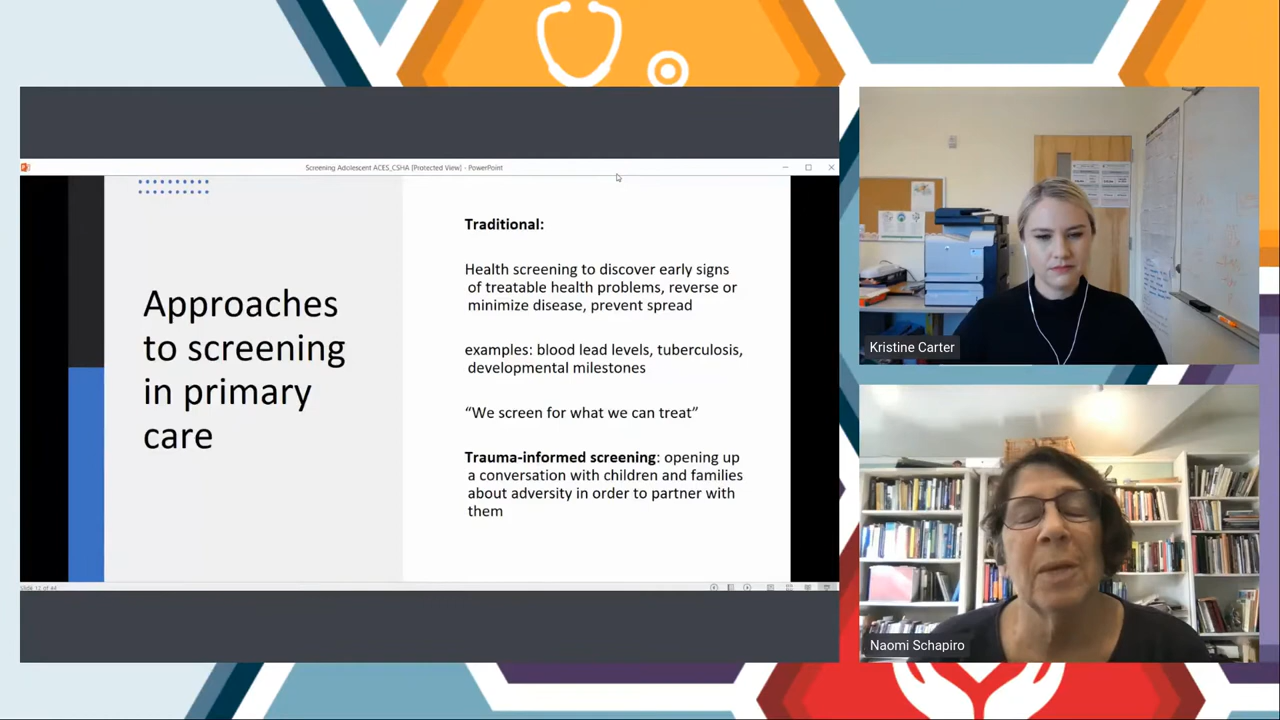 Screening Adolescent ACES_CSHA [Protected View] - PowerPoint
Approaches
to screening
in primary
care
Traditional:
Health screening to discover early signs
of treatable health problems, reverse or
minimize disease, prevent spread
examples: blood lead levels, tuberculosis,
developmental milestones
“We screen for what we can treat”
Trauma-informed screening: opening up
a conversation with children and families
about adversity in order to partner with
them
Kristine Carter
Naomi Schapiro